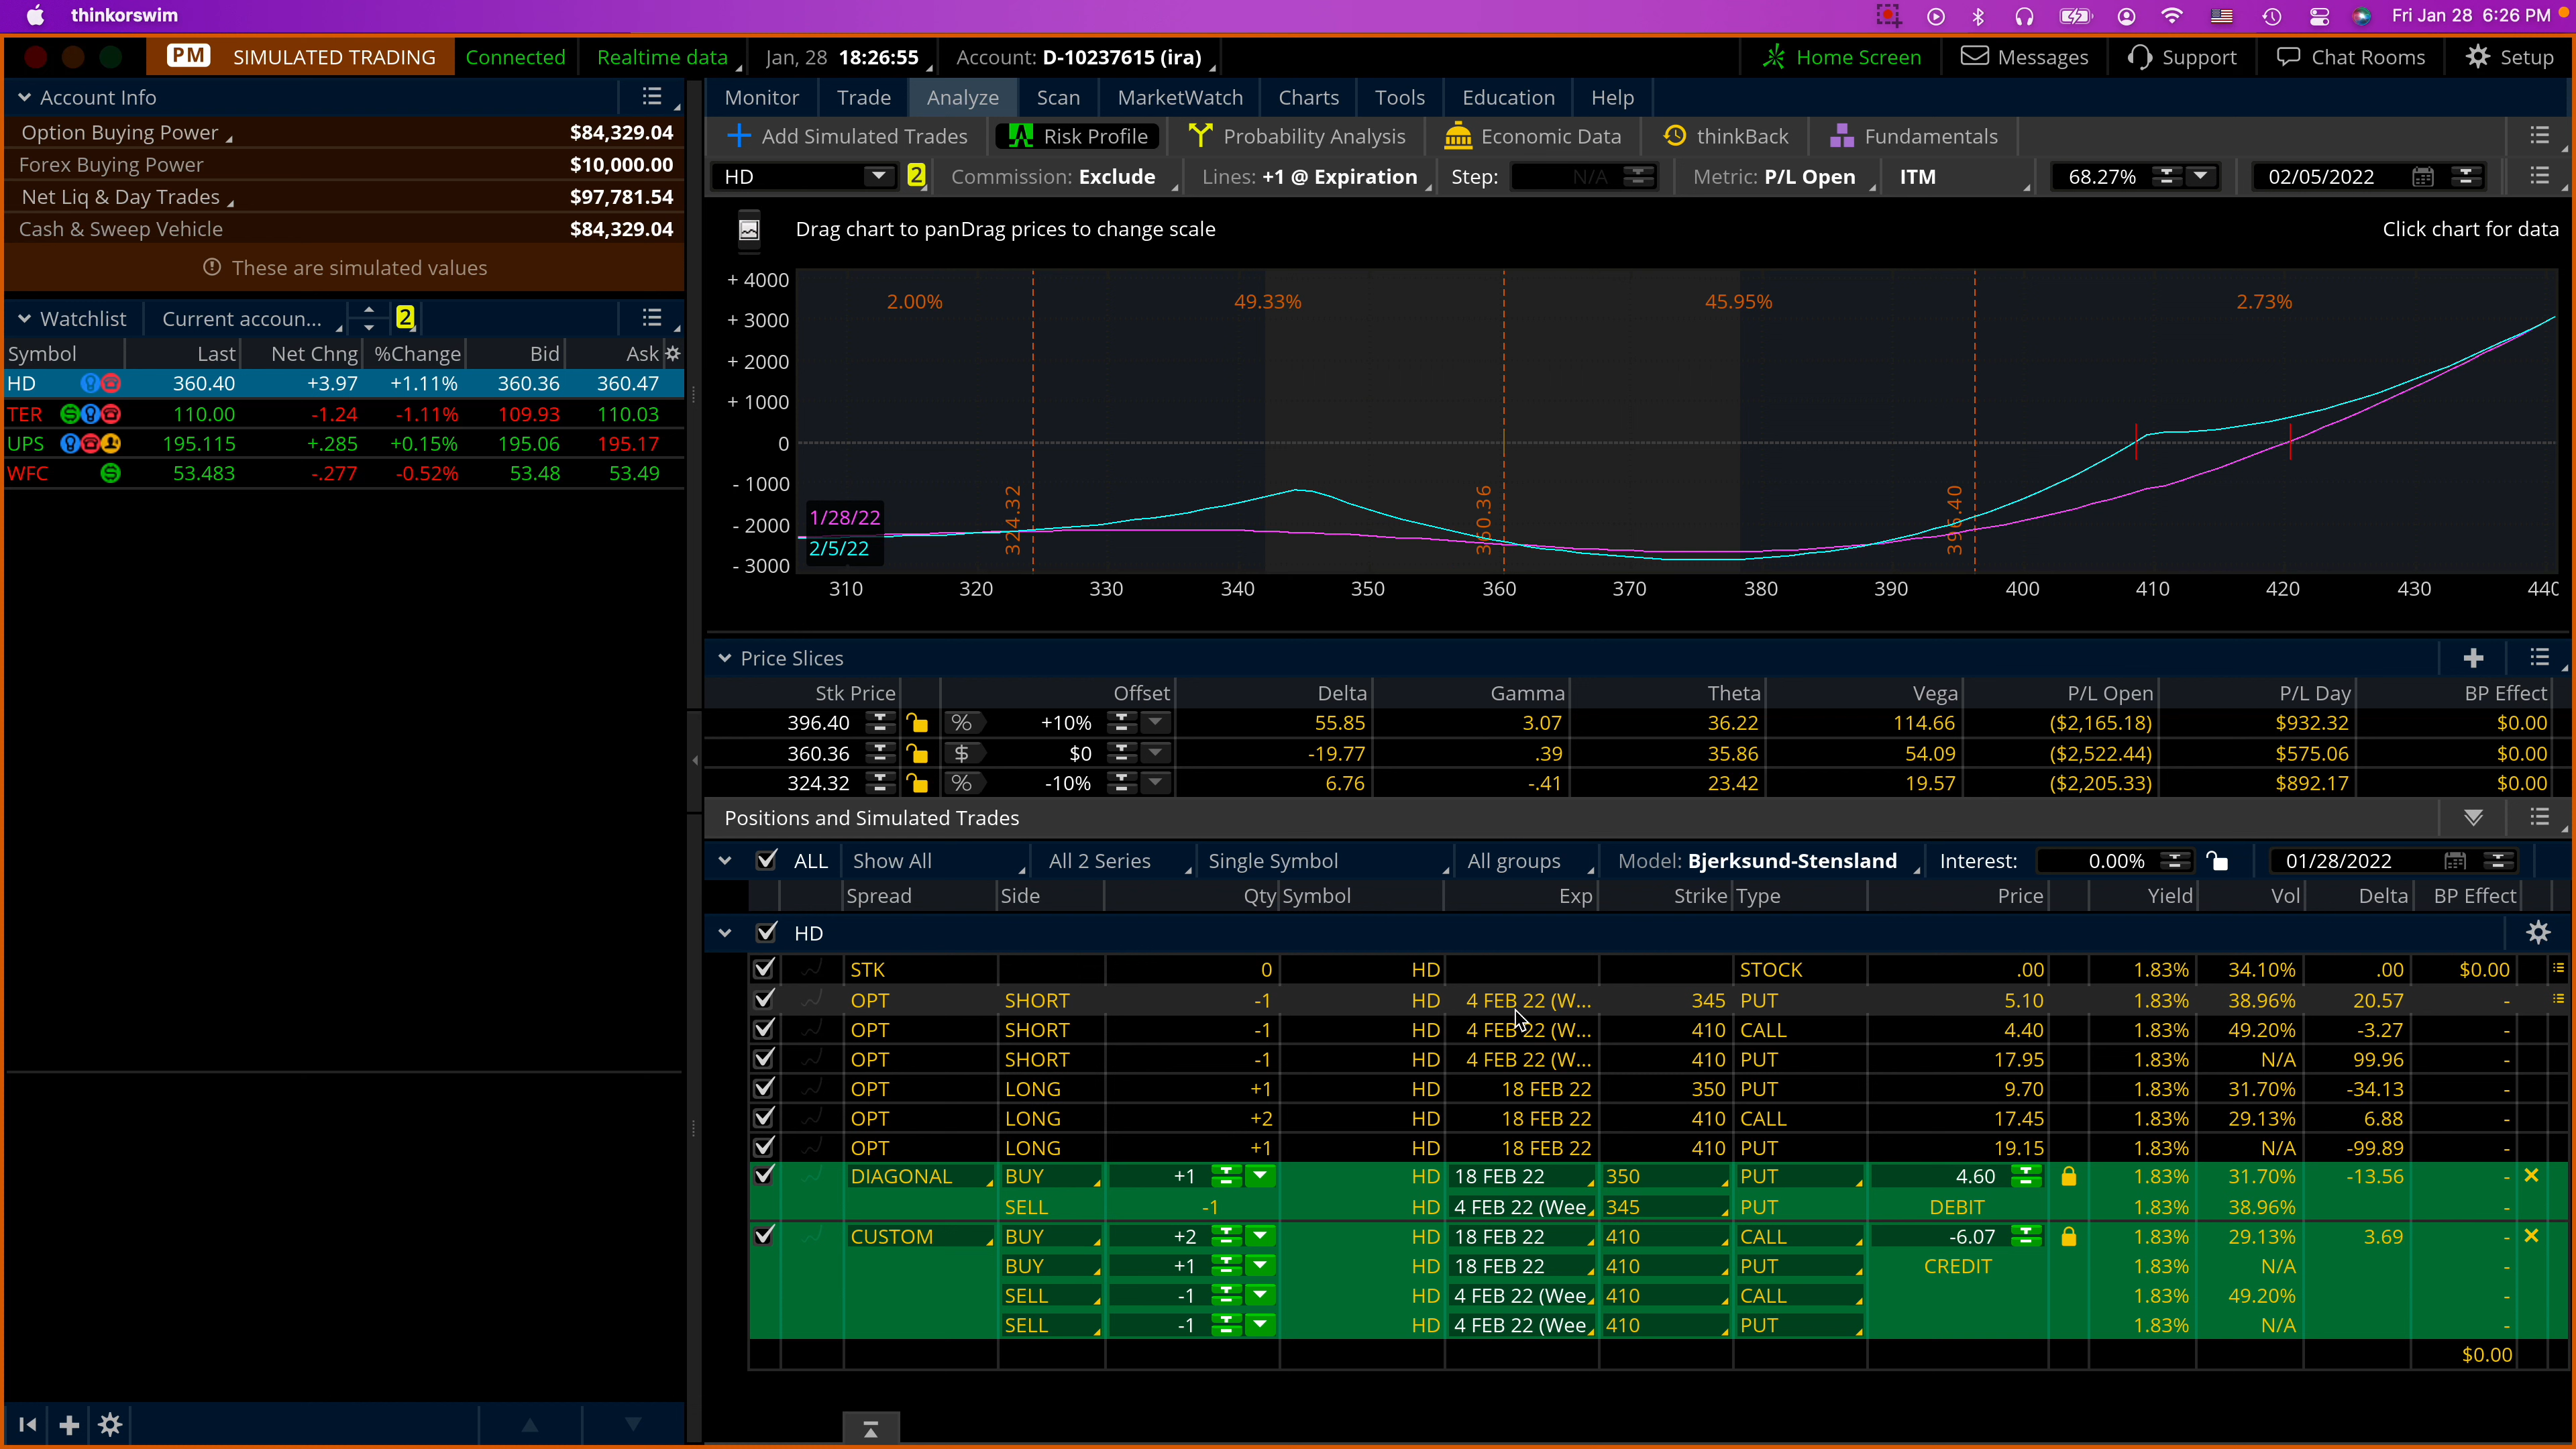 thinkorswim Fri Jan 28 6:26 PM
PM SIMULATED TRADING Connected Realtime data Jan, 28 18:26:55 Account: D-10237615 (ira) Home Screen Messages Support Chat Rooms Setup
Account Info
Option Buying Power $84,329.04
Forex Buying Power $10,000.00
Net Liq & Day Trades $97,781.54
Cash & Sweep Vehicle $84,329.04
These are simulated values
Watchlist Current accoun... 2
Symbol Last Net Chng %Change Bid Ask
HD 360.40 +3.97 +1.11% 360.36 360.47
TER 110.00 -1.24 -1.11% 109.93 110.03
UPS 195.115 +.285 +0.15% 195.06 195.17
WFC 53.483 -.277 -0.52% 53.48 53.49
Monitor Trade Analyze Scan MarketWatch Charts Tools Education Help
Add Simulated Trades Risk Profile Probability Analysis Economic Data thinkBack Fundamentals
HD 2 Commission: Exclude Lines: +1 @ Expiration Step: N/A Metric: P/L Open ITM 68.27% 02/05/2022
Drag chart to panDrag prices to change scale Click chart for data
+ 4000
+ 3000
+ 2000
+ 1000
0
- 1000
- 2000
- 3000
2.00% 49.33% 45.95% 2.73%
324.32 360.36 396.40
1/28/22
2/5/22
310 320 330 340 350 360 370 380 390 400 410 420 430 440
Price Slices
Stk Price Offset Delta Gamma Theta Vega P/L Open P/L Day BP Effect
396.40 % +10% 55.85 3.07 36.22 114.66 ($2,165.18) $932.32 $0.00
360.36 $ $0 -19.77 .39 35.86 54.09 ($2,522.44) $575.06 $0.00
324.32 % -10% 6.76 -.41 23.42 19.57 ($2,205.33) $892.17 $0.00
Positions and Simulated Trades
ALL Show All All 2 Series Single Symbol All groups Model: Bjerksund-Stensland Interest: 0.00% 01/28/2022
Spread Side Qty Symbol Exp Strike Type Price Yield Vol Delta BP Effect
HD
STK 0 HD STOCK .00 1.83% 34.10% .00 $0.00
OPT SHORT -1 HD 4 FEB 22 (W... 345 PUT 5.10 1.83% 38.96% 20.57 -
OPT SHORT -1 HD 4 FEB 22 (W... 410 CALL 4.40 1.83% 49.20% -3.27 -
OPT SHORT -1 HD 4 FEB 22 (W... 410 PUT 17.95 1.83% N/A 99.96 -
OPT LONG +1 HD 18 FEB 22 350 PUT 9.70 1.83% 31.70% -34.13 -
OPT LONG +2 HD 18 FEB 22 410 CALL 17.45 1.83% 29.13% 6.88 -
OPT LONG +1 HD 18 FEB 22 410 PUT 19.15 1.83% N/A -99.89 -
DIAGONAL BUY +1 HD 18 FEB 22 350 PUT 4.60 1.83% 31.70% -13.56 -
SELL -1 HD 4 FEB 22 (Wee 345 PUT DEBIT 1.83% 38.96% -
CUSTOM BUY +2 HD 18 FEB 22 410 CALL -6.07 1.83% 29.13% 3.69 -
BUY +1 HD 18 FEB 22 410 PUT CREDIT 1.83% N/A -
SELL -1 HD 4 FEB 22 (Wee 410 CALL 1.83% 49.20% -
SELL -1 HD 4 FEB 22 (Wee 410 PUT 1.83% N/A -
$0.00